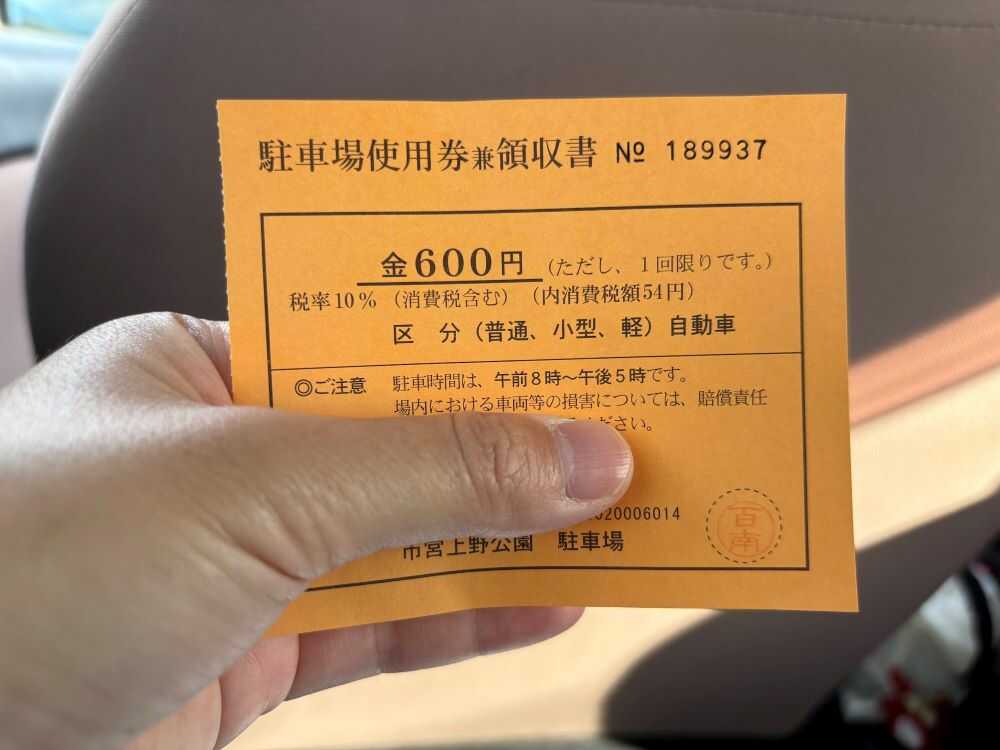 駐車場使用券兼領収書 № 189937
金600円(ただし、1回限りです。)
税率10%(消費税含む)(内消費税額54円)
区 分(普通、小型、軽)自動車
◎ご注意 駐車時間は、午前8時〜午後5時です。
場内における車両等の損害については、賠償責任
ださい。
020006014
市営上野公園 駐車場
百南